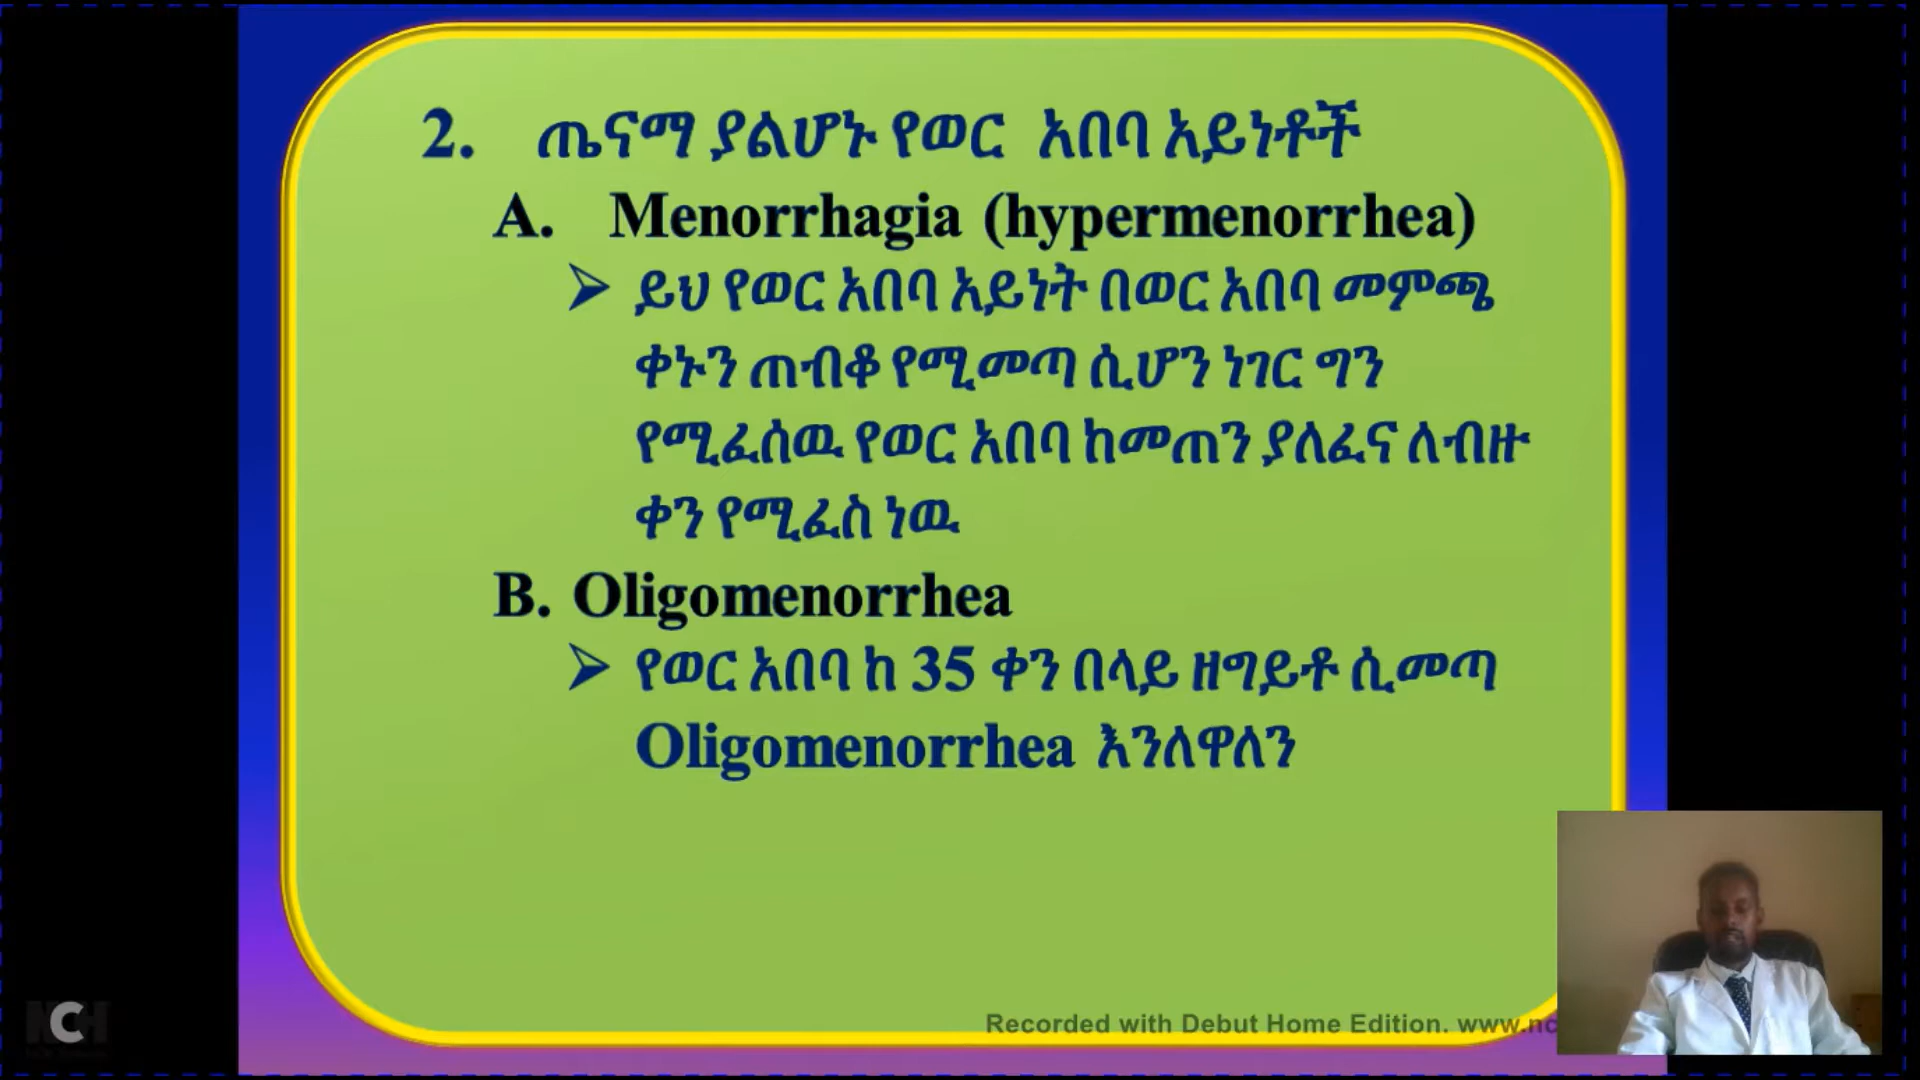 2. ጤናማ ያልሆኑ የወር አበባ አይነቶች
A. Menorrhagia (hypermenorrhea)
➢ ይህ የወር አበባ አይነት በወር አበባ መምጫ
ቀኑን ጠብቆ የሚመጣ ሲሆን ነገር ግን
የሚፈሰዉ የወር አበባ ከመጠን ያለፈና ለብዙ
ቀን የሚፈስ ነዉ
B. Oligomenorrhea
➢ የወር አበባ ከ 35 ቀን በላይ ዘግይቶ ሲመጣ
Oligomenorrhea እንለዋለን
Recorded with Debut Home Edition. www.nc
NCH